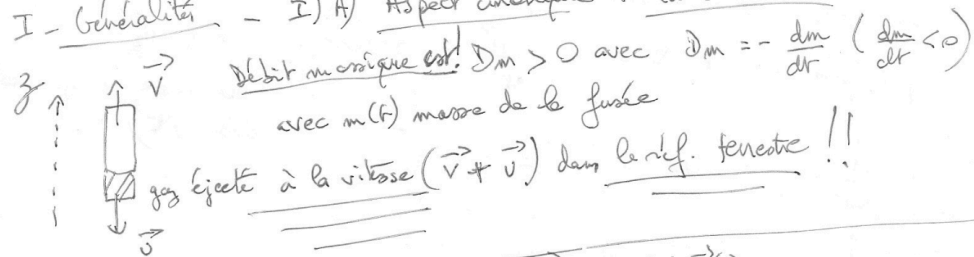 I - Généralités - I) A) Aspect
Débit massique est! Dm > 0 avec Dm = - dm/dt (dm/dt < 0)
z V avec m(t) masse de la fusée
gaz éjecté à la vitesse (V + U) dans le réf. terrestre !!
U